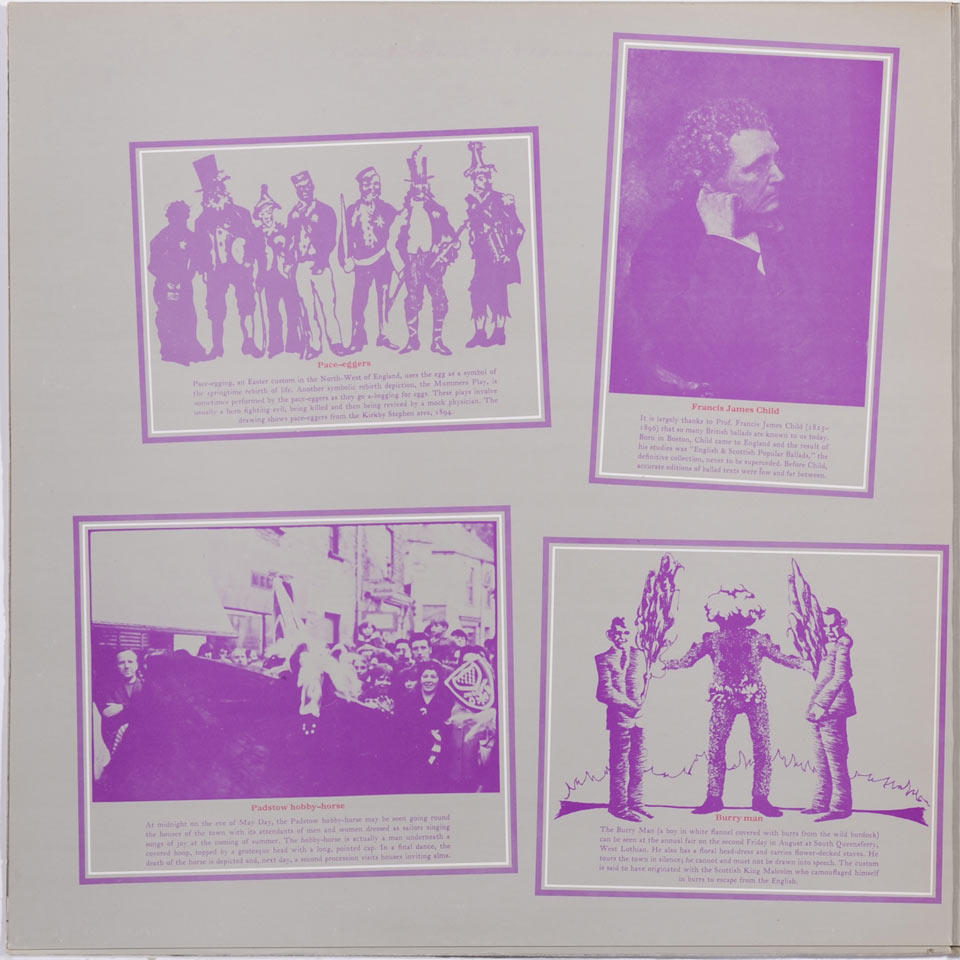 Pace-eggers
Pace-egging, an Easter custom in the North-West of England, uses the egg as a symbol of
the springtime rebirth of life. Another symbolic rebirth depiction, the Mummers Play, is
sometimes performed by the pace-eggers as they go a-begging for eggs. These plays involve
usually a hero fighting evil, being killed and then being revived by a mock physician. The
drawing shows pace-eggers from the Kirkby Stephen area, 1894.
Francis James Child
It is largely thanks to Prof. Francis James Child (1825–
1896) that so many British ballads are known to us today.
Born in Boston, Child came to England and the result of
his studies was "English & Scottish Popular Ballads," the
definitive collection, never to be superceded. Before Child,
accurate editions of ballad texts were few and far between.
Padstow hobby-horse
At midnight on the eve of May Day, the Padstow hobby-horse may be seen going round
the houses of the town with its attendants of men and women dressed as sailors singing
songs of joy at the coming of summer. The hobby-horse is actually a man underneath a
covered hoop, topped by a grotesque head with a long, pointed cap. In a final dance, the
death of the horse is depicted and, next day, a second procession visits houses inviting alms.
Burry man
The Burry Man (a boy in white flannel covered with burrs from the wild burdock)
can be seen at the annual fair on the second Friday in August at South Queensferry,
West Lothian. He also has a floral head-dress and carries flower-decked staves. He
tours the town in silence; he cannot and must not be drawn into speech. The custom
is said to have originated with the Scottish King Malcolm who camouflaged himself
in burrs to escape from the English.